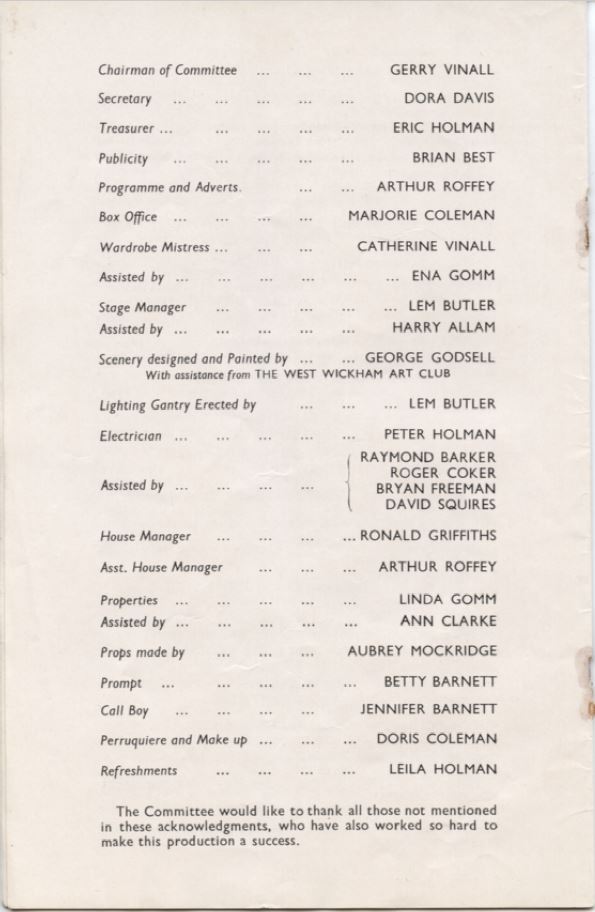 Chairman of Committee ... ... ... GERRY VINALL
Secretary ... ... ... ... DORA DAVIS
Treasurer ... ... ... ... ERIC HOLMAN
Publicity ... ... ... ... BRIAN BEST
Programme and Adverts. ... ... ARTHUR ROFFEY
Box Office ... ... ... ... MARJORIE COLEMAN
Wardrobe Mistress ... ... ... CATHERINE VINALL
Assisted by ... ... ... ... ... ... ENA GOMM
Stage Manager ... ... ... ... LEM BUTLER
Assisted by ... ... ... ... ... HARRY ALLAM
Scenery designed and Painted by ... ... GEORGE GODSELL
With assistance from THE WEST WICKHAM ART CLUB
Lighting Gantry Erected by ... ... ... LEM BUTLER
Electrician ... ... ... ... ... PETER HOLMAN
Assisted by ... ... ... ... RAYMOND BARKER
ROGER COKER
BRYAN FREEMAN
DAVID SQUIRES
House Manager ... ... ... ... RONALD GRIFFITHS
Asst. House Manager ... ... ... ARTHUR ROFFEY
Properties ... ... ... ... ... LINDA GOMM
Assisted by ... ... ... ... ... ANN CLARKE
Props made by ... ... ... AUBREY MOCKRIDGE
Prompt ... ... ... ... ... BETTY BARNETT
Call Boy ... ... ... ... JENNIFER BARNETT
Perruquiere and Make up ... ... ... DORIS COLEMAN
Refreshments ... ... ... ... LEILA HOLMAN
The Committee would like to thank all those not mentioned
in these acknowledgments, who have also worked so hard to
make this production a success.